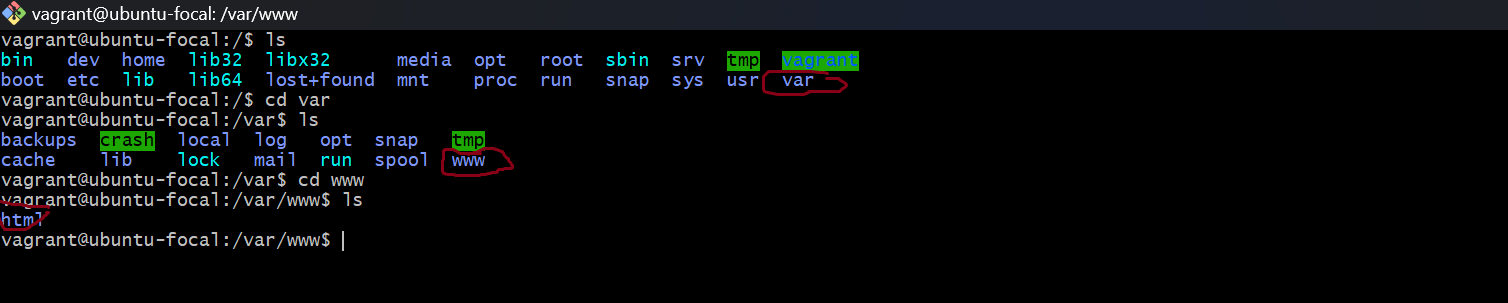 vagrant@ubuntu-focal: /var/www
vagrant@ubuntu-focal:/$ ls
bin dev home lib32 libx32 media opt root sbin srv tmp vagrant
boot etc lib lib64 lost+found mnt proc run snap sys usr var
vagrant@ubuntu-focal:/$ cd var
vagrant@ubuntu-focal:/var$ ls
backups crash local log opt snap tmp
cache lib lock mail run spool www
vagrant@ubuntu-focal:/var$ cd www
vagrant@ubuntu-focal:/var/www$ ls
html
vagrant@ubuntu-focal:/var/www$